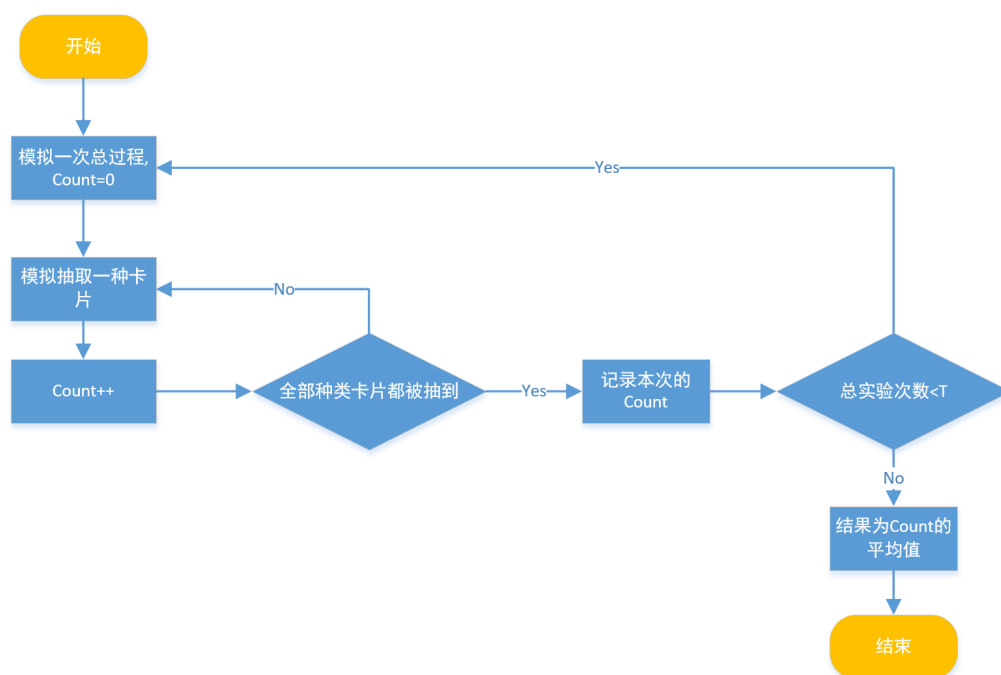 开始
模拟一次总过程,
Count=0
Yes
模拟抽取一种卡
片
No
Count++
全部种类卡片都被抽到
Yes
记录本次的
Count
总实验次数<T
No
结果为Count的
平均值
结束